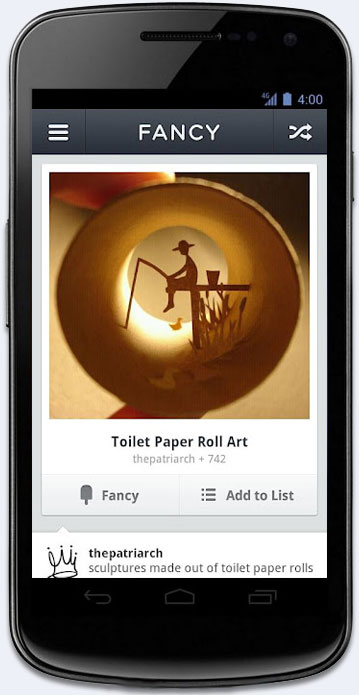 4G 4:00
FANCY
Toilet Paper Roll Art
thepatriarch + 742
Fancy
Add to List
thepatriarch
sculptures made out of toilet paper rolls